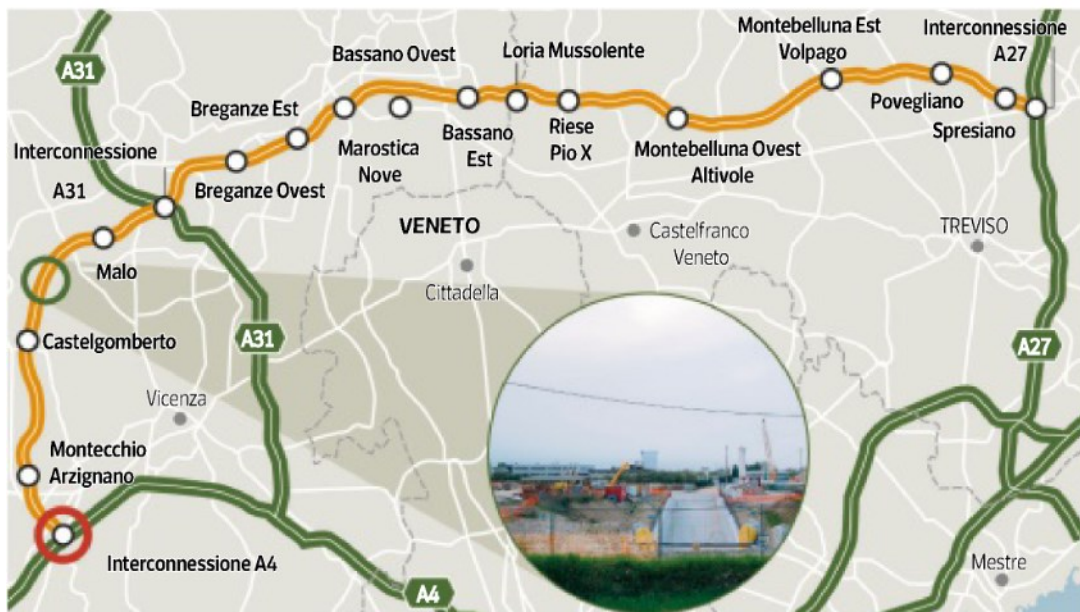 A31
Bassano Ovest
Loria Mussolente
Montebelluna Est
Volpago
Interconnessione
A27
Breganze Est
Interconnessione
A31
Breganze Ovest
Marostica
Nove
Bassano
Est
Riese
Pio X
Montebelluna Ovest
Altivole
Povegliano
Spresiano
VENETO
Castelfranco
Veneto
TREVISO
Malo
Cittadella
Castelgomberto
A31
A27
Vicenza
Montecchio
Arzignano
Interconnessione A4
A4
Mestre